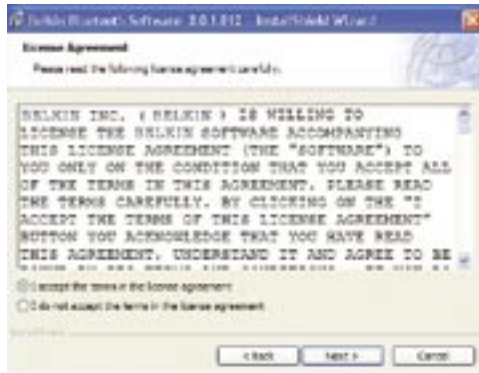 Belkin Bluetooth Software 3.0.1.912 - InstallShield Wizard
License Agreement
Please read the following license agreement carefully.
BELKIN INC. ( BELKIN ) IS WILLING TO
LICENSE THE BELKIN SOFTWARE ACCOMPANYING
THIS LICENSE AGREEMENT (THE "SOFTWARE") TO
YOU ONLY ON THE CONDITION THAT YOU ACCEPT ALL
OF THE TERMS IN THIS AGREEMENT. PLEASE READ
THE TERMS CAREFULLY. BY CLICKING ON THE "I
ACCEPT THE TERMS OF THIS LICENSE AGREEMENT"
BUTTON YOU ACKNOWLEDGE THAT YOU HAVE READ
THIS AGREEMENT, UNDERSTAND IT AND AGREE TO BE
I accept the terms in the license agreement
I do not accept the terms in the license agreement
< Back
Next >
Cancel